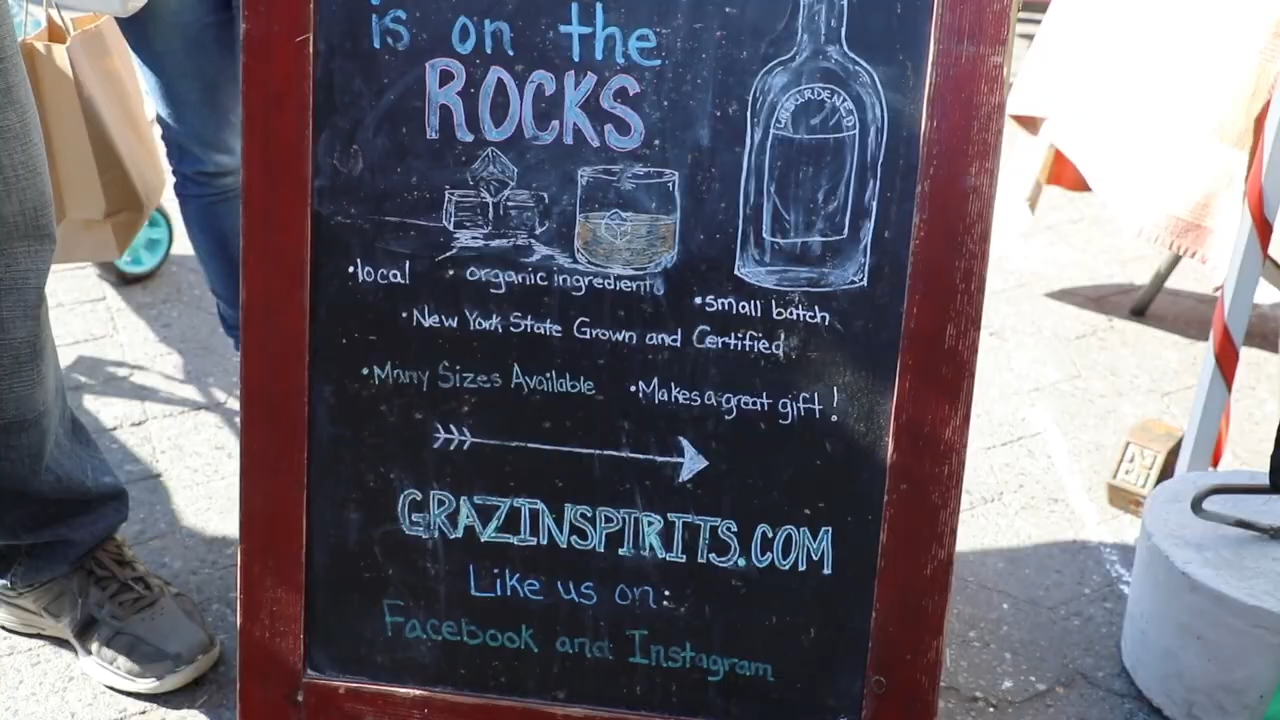 is on the
ROCKS
UNBURDENED
•local • organic ingredients
•small batch
•New York State Grown and Certified
•Many Sizes Available •Makes a great gift!
GRAZINSPIRITS.COM
Like us on:
Facebook and Instagram